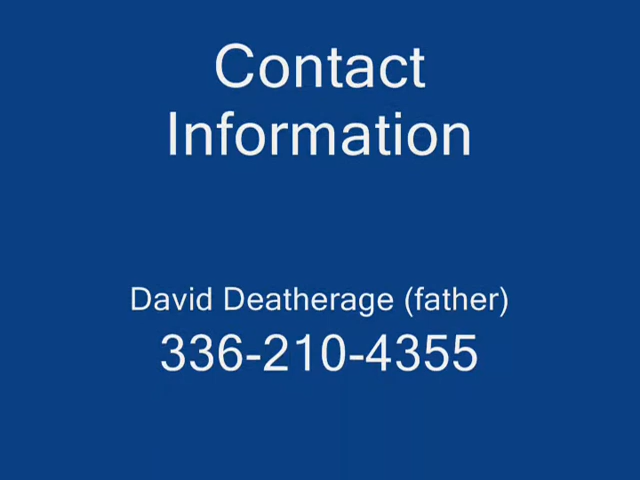 Contact
Information
David Deatherage (father)
336-210-4355